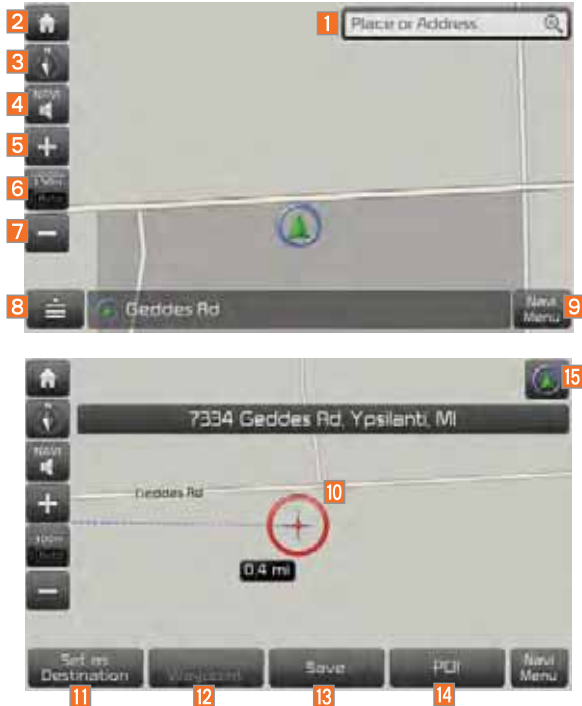 2
1
Place or Address
3
N
4
NAVI
5
6
Auto
7
8
Geddes Rd
Navi
Menu
9
15
7334 Geddes Rd, Ypsilanti, MI
NAVI
Geddes Rd
10
Auto
0.4 mi
Set as
Destination
Waypoint
Save
POI
Navi
Menu
11
12
13
14